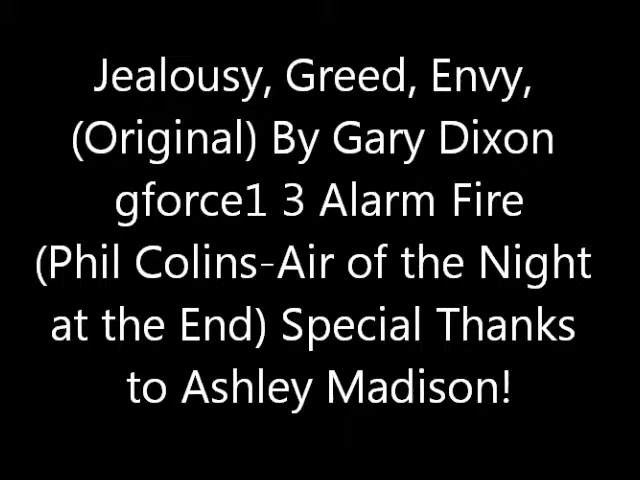 Jealousy, Greed, Envy,
(Original) By Gary Dixon
gforce1 3 Alarm Fire
(Phil Colins-Air of the Night
at the End) Special Thanks
to Ashley Madison!